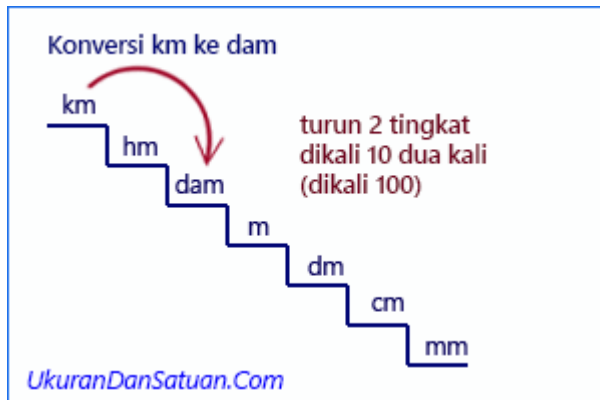 Konversi km ke dam
km
hm
dam
m
dm
cm
mm
turun 2 tingkat
dikali 10 dua kali
(dikali 100)
UkuranDanSatuan.Com